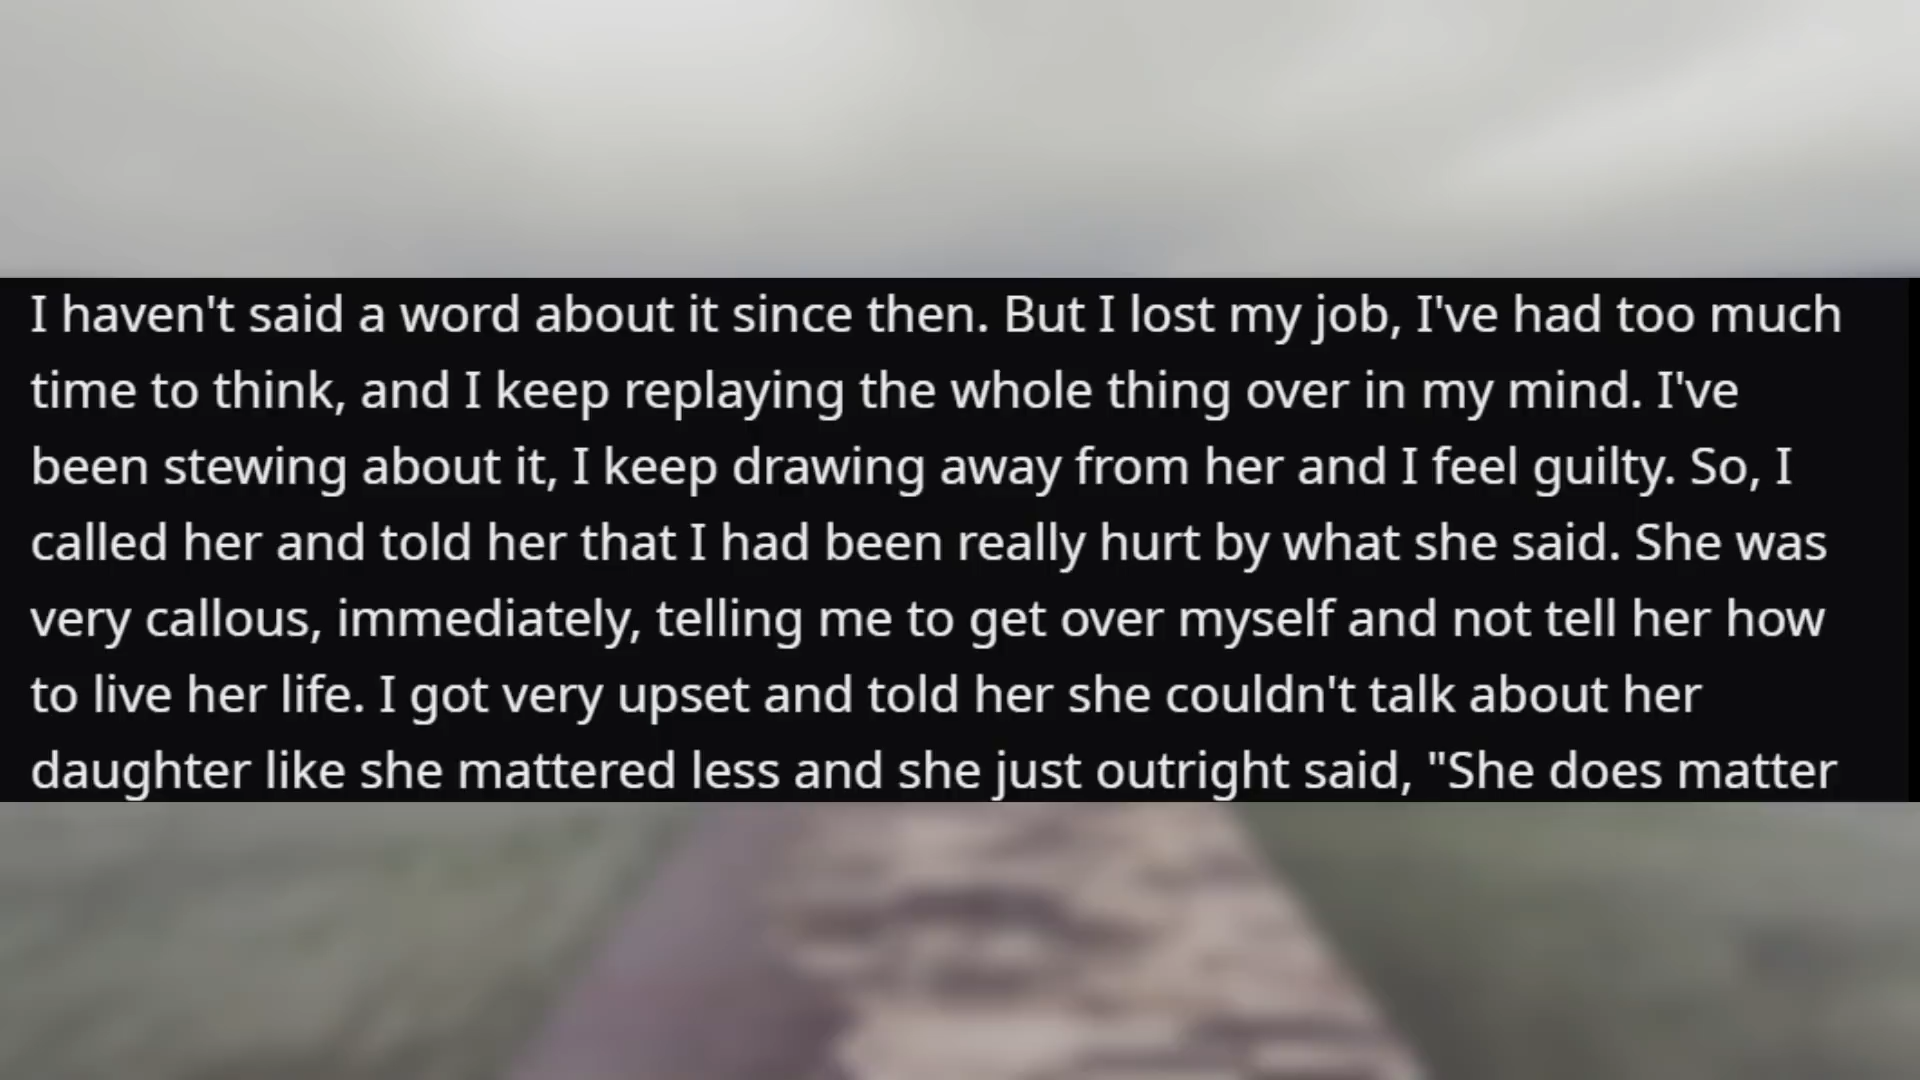 I haven't said a word about it since then. But I lost my job, I've had too much
time to think, and I keep replaying the whole thing over in my mind. I've
been stewing about it, I keep drawing away from her and I feel guilty. So, I
called her and told her that I had been really hurt by what she said. She was
very callous, immediately, telling me to get over myself and not tell her how
to live her life. I got very upset and told her she couldn't talk about her
daughter like she mattered less and she just outright said, "She does matter